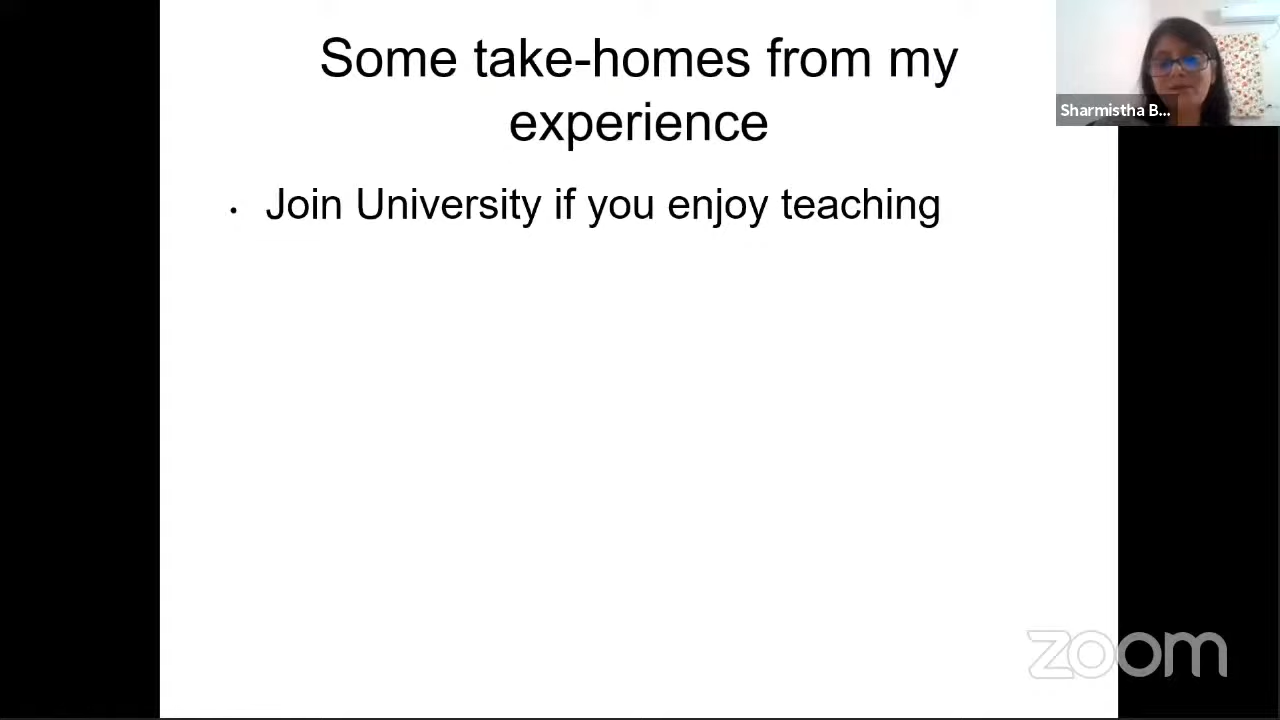 Some take-homes from my
experience
Sharmistha B...
• Join University if you enjoy teaching
zoom